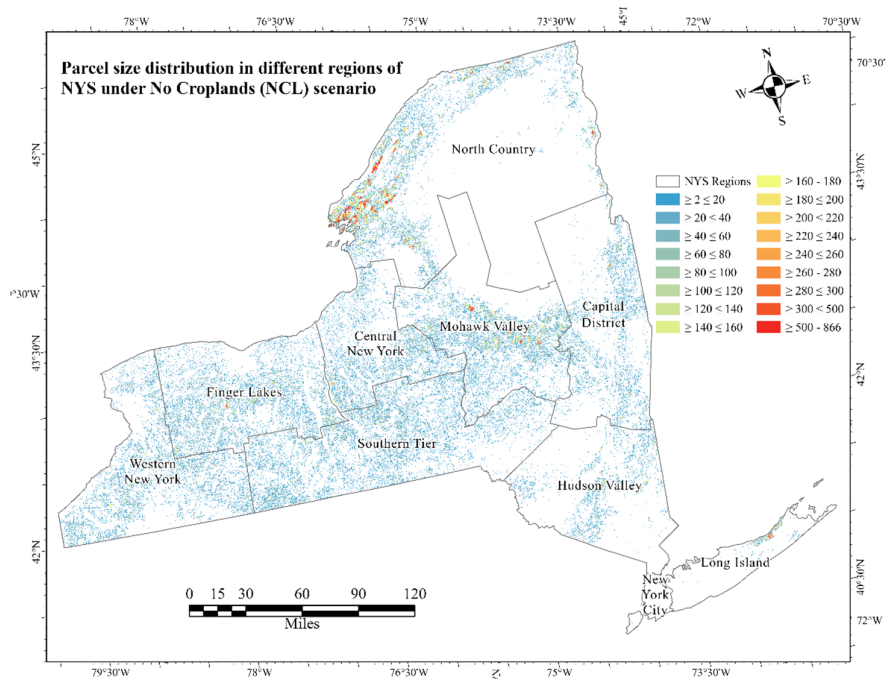 78°W 76°30'W 75°W 73°30'W 45°1 72°W 70°30'W
Parcel size distribution in different regions of
NYS under No Croplands (NCL) scenario
N
W E
S
70°30'
45°N
43°30'N
North Country
NYS Regions
≥ 2 ≤ 20
> 20 < 40
≥ 40 ≤ 60
≥ 60 ≤ 80
≥ 80 ≤ 100
≥ 100 ≤ 120
> 120 < 140
≥ 140 ≤ 160
> 160 - 180
≥ 180 ≤ 200
> 200 < 220
≥ 220 ≤ 240
≥ 240 ≤ 260
≥ 260 - 280
≥ 280 ≤ 300
> 300 < 500
≥ 500 - 866
3°30'W
Capital
District
Mohawk Valley
Central
New York
43°30'N
42°N
Finger Lakes
Southern Tier
Western
New York
Hudson Valley
42°N
Long Island
40°30'N
New
York
City
0 15 30 60 90 120
Miles
72°W
79°30'W 78°W 76°30'W 75°W 73°30'W